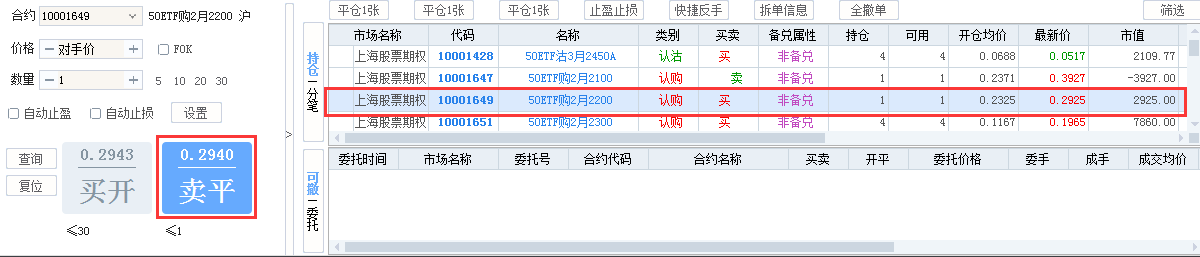 合约 10001649 50ETF购2月2200 沪
价格 － 对手价 ＋ FOK
数量 － 1 ＋ 5 10 20 30
自动止盈 自动止损 设置
查询
复位
0.2943
买开
≤30
0.2940
卖平
≤1
>
平仓1张 平仓1张 平仓1张 止盈止损 快捷反手 拆单信息 全撤单 筛选
持仓
分笔
市场名称 代码 名称 类别 买卖 备兑属性 持仓 可用 开仓均价 最新价 市值
上海股票期权 10001428 50ETF沽3月2450A 认沽 买 非备兑 4 4 0.0688 0.0517 2109.77
上海股票期权 10001647 50ETF购2月2100 认购 卖 非备兑 1 1 0.2371 0.3927 -3927.00
上海股票期权 10001649 50ETF购2月2200 认购 买 非备兑 1 1 0.2325 0.2925 2925.00
上海股票期权 10001651 50ETF购2月2300 认购 买 非备兑 4 4 0.1167 0.1965 7860.00
可撤
委托
委托时间 市场名称 委托号 合约代码 合约名称 买卖 开平 委托价格 委手 成手 成交均价